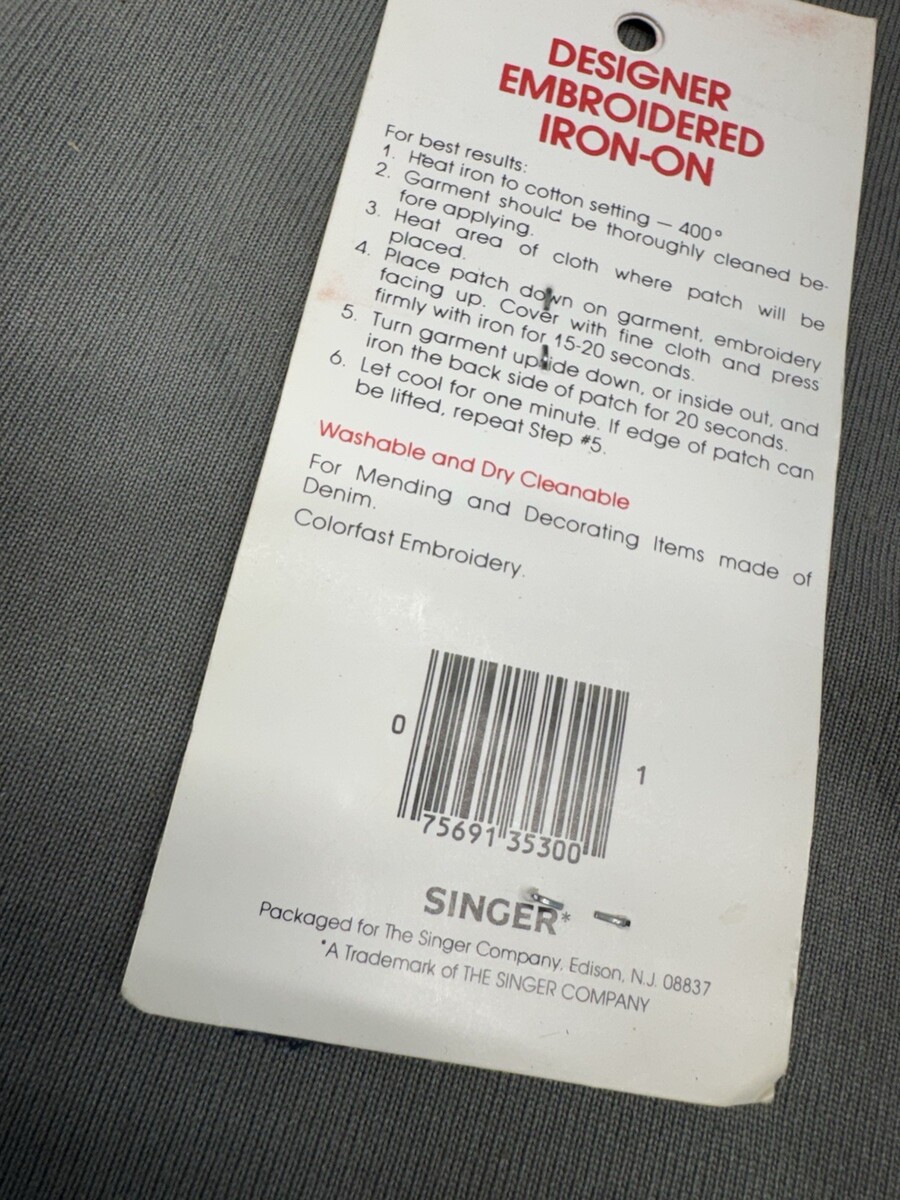 DESIGNER
EMBROIDERED
IRON-ON
For best results:
1. Heat iron to cotton setting — 400°
2. Garment should be thoroughly cleaned be-
fore applying.
3. Heat area of cloth where patch will be
placed.
4. Place patch down on garment, embroidery
facing up. Cover with fine cloth and press
firmly with iron for 15-20 seconds.
5. Turn garment upside down, or inside out, and
iron the back side of patch for 20 seconds.
6. Let cool for one minute. If edge of patch can
be lifted, repeat Step #5.
Washable and Dry Cleanable
For Mending and Decorating Items made of
Denim.
Colorfast Embroidery.
0 75691 35300 1
SINGER*
Packaged for The Singer Company, Edison, N.J. 08837
*A Trademark of THE SINGER COMPANY